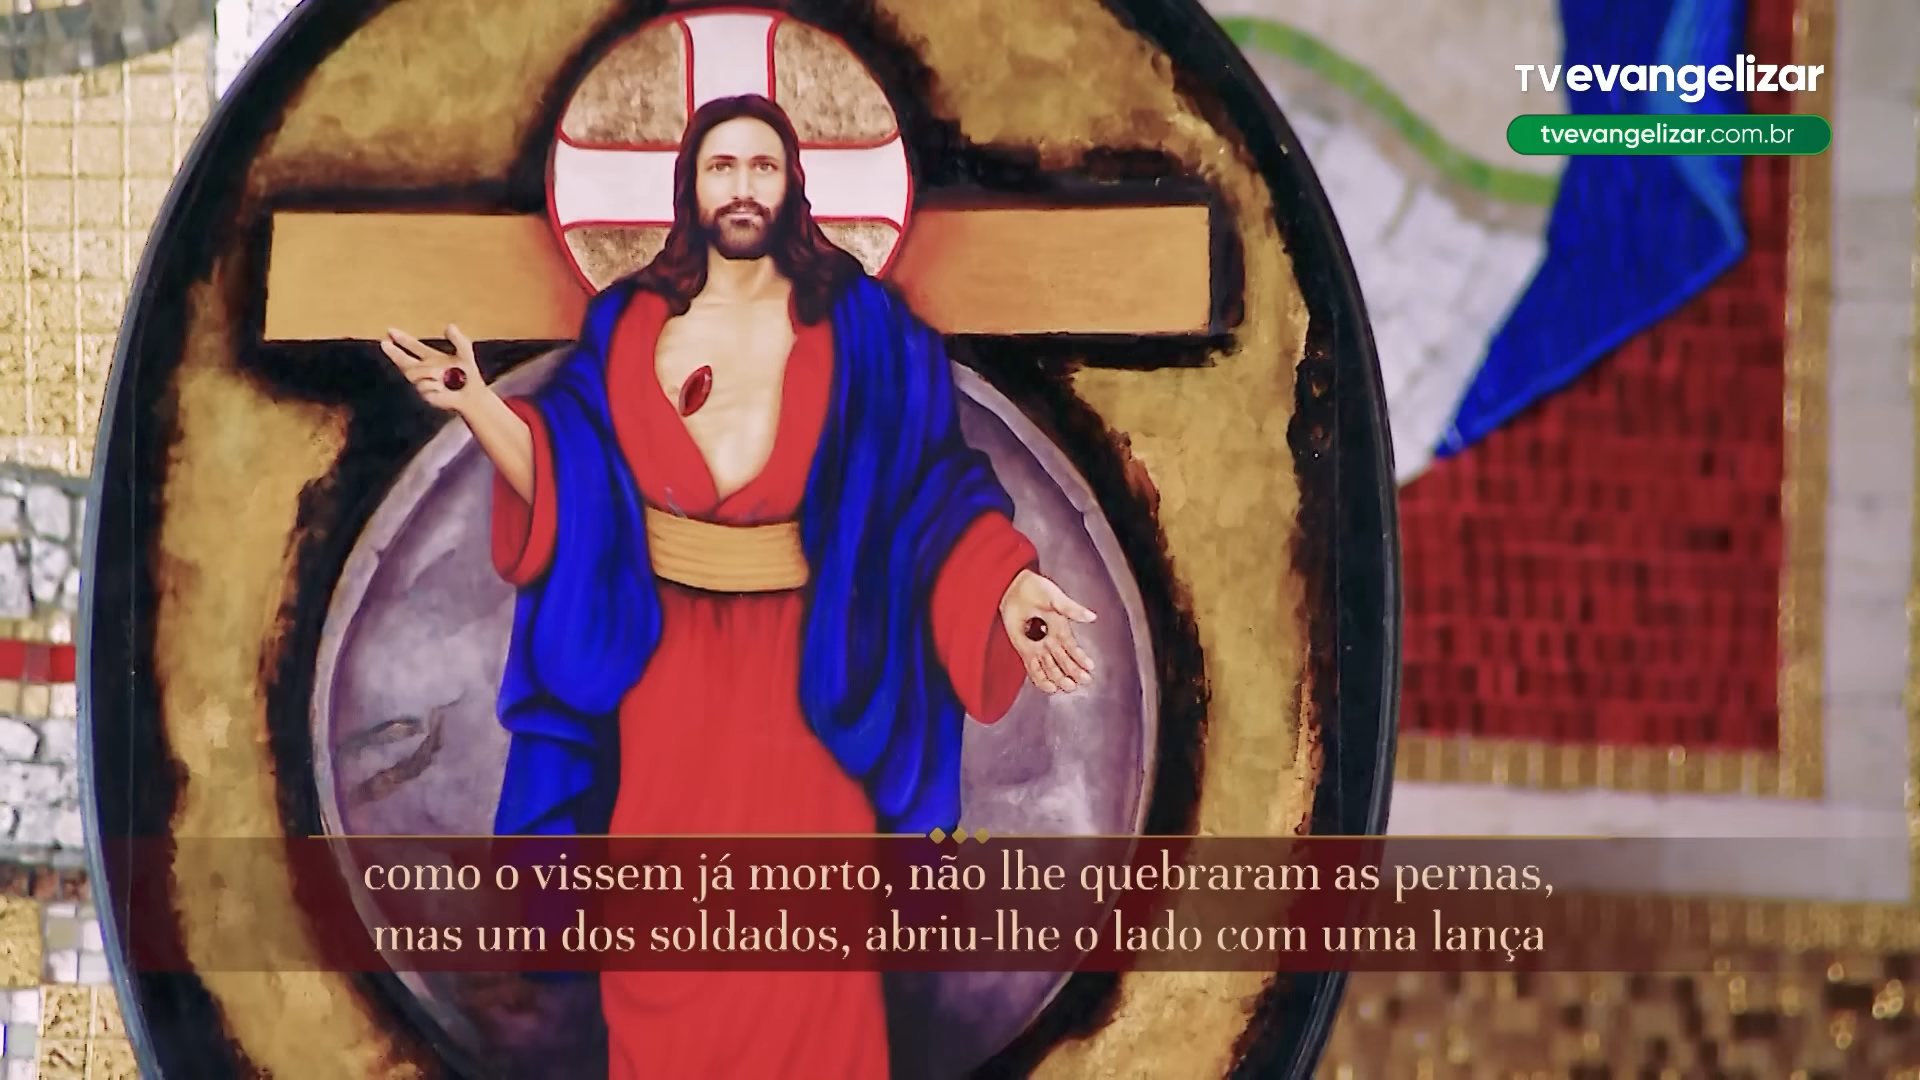 TVevangelizar
tvevangelizar.com.br
como o vissem já morto, não lhe quebraram as pernas,
mas um dos soldados, abriu-lhe o lado com uma lança